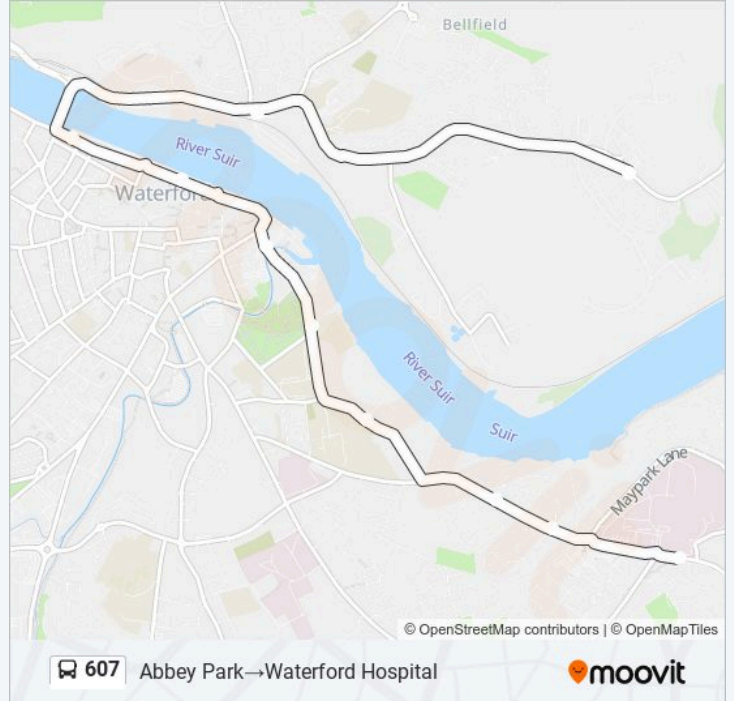 Bellfield
River Suir
Waterford
River Suir
Suir
Maypark Lane
© OpenStreetMap contributors | © OpenMapTiles
607 Abbey Park→Waterford Hospital
moovit